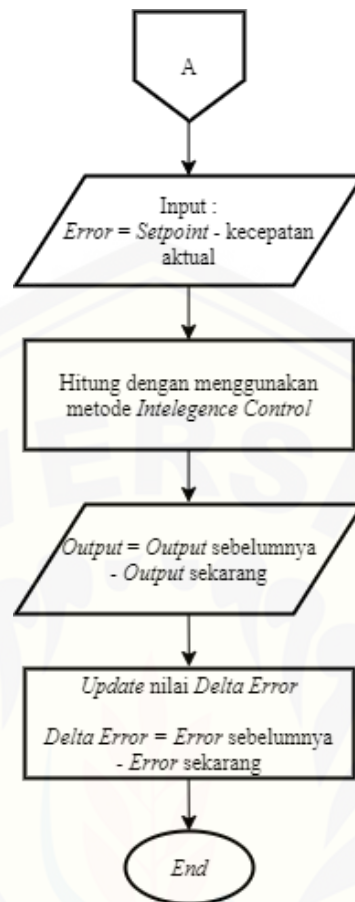 A
Input :
Error = Setpoint - kecepatan
aktual
Hitung dengan menggunakan
metode Intelegence Control
Output = Output sebelumnya
- Output sekarang
Update nilai Delta Error
Delta Error = Error sebelumnya
- Error sekarang
End